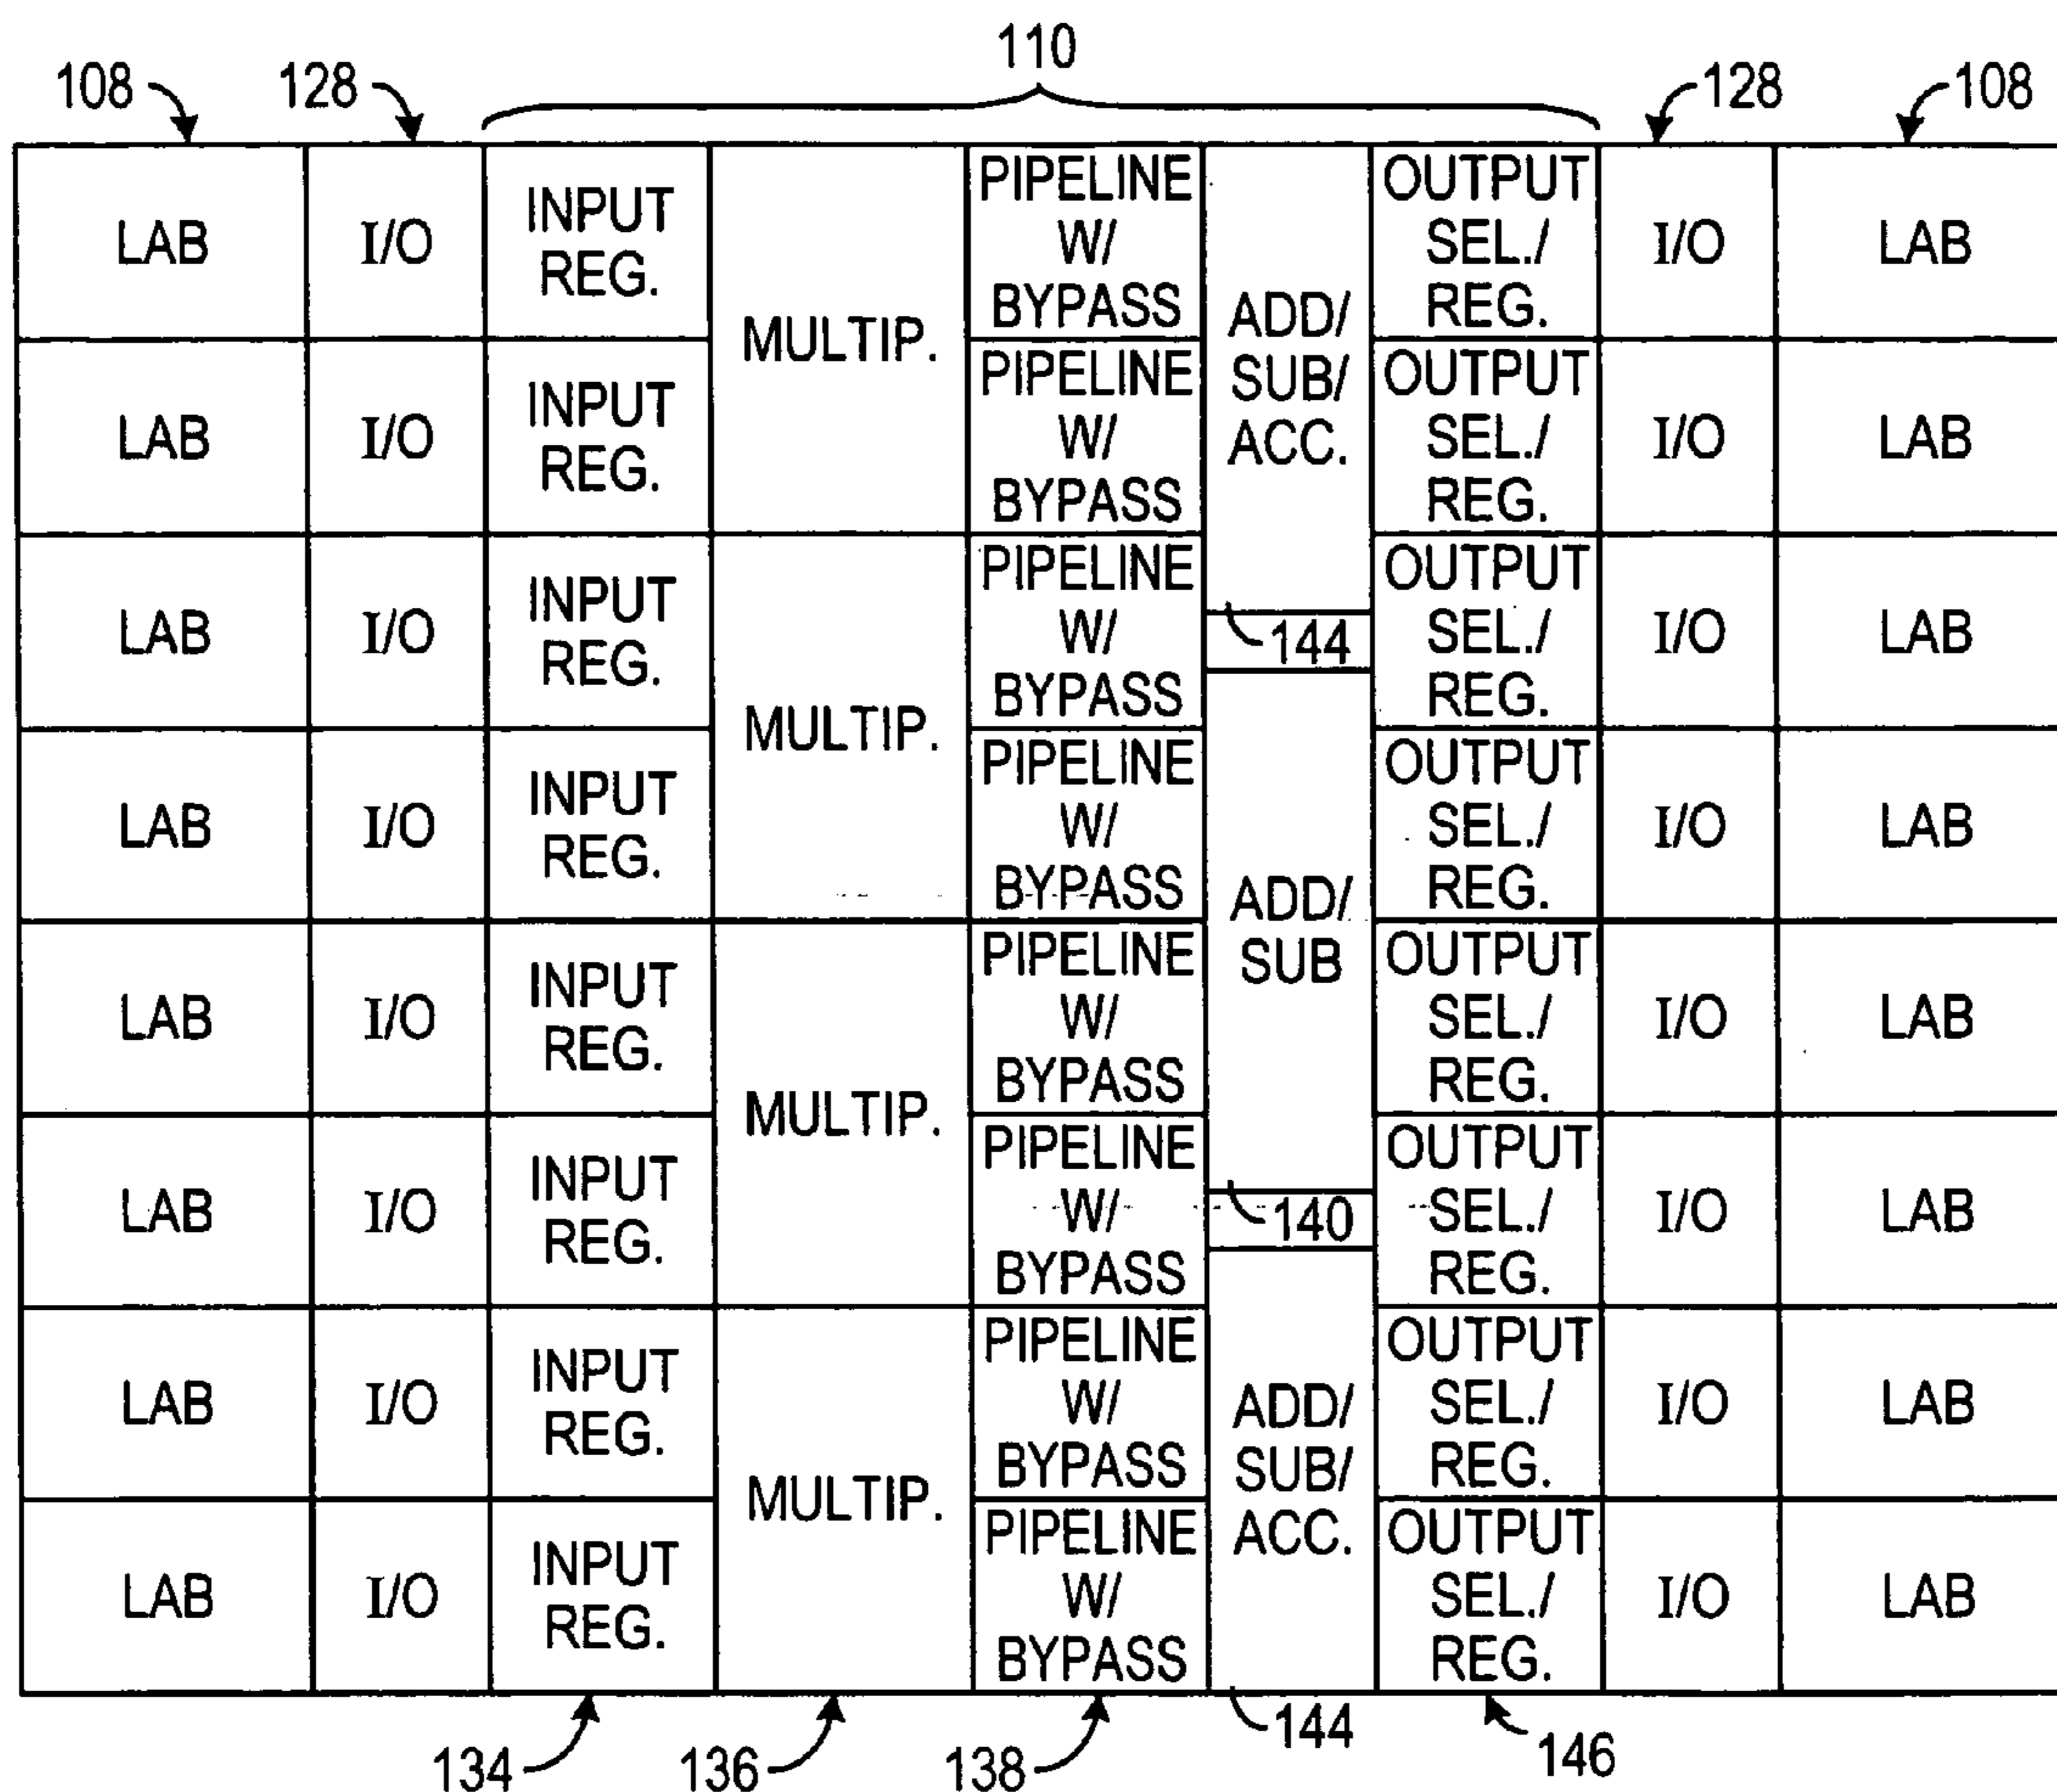 110
108
128
128
108
LAB
I/O
INPUT
REG.
MULTIP.
PIPELINE
W/
BYPASS
ADD/
SUB/
ACC.
OUTPUT
SEL./
REG.
I/O
LAB
LAB
I/O
INPUT
REG.
PIPELINE
W/
BYPASS
OUTPUT
SEL./
REG.
I/O
LAB
LAB
I/O
INPUT
REG.
MULTIP.
PIPELINE
W/
BYPASS
144
OUTPUT
SEL./
REG.
I/O
LAB
LAB
I/O
INPUT
REG.
PIPELINE
W/
BYPASS
ADD/
SUB
OUTPUT
SEL./
REG.
I/O
LAB
LAB
I/O
INPUT
REG.
MULTIP.
PIPELINE
W/
BYPASS
OUTPUT
SEL./
REG.
I/O
LAB
LAB
I/O
INPUT
REG.
PIPELINE
W/
BYPASS
140
OUTPUT
SEL./
REG.
I/O
LAB
LAB
I/O
INPUT
REG.
MULTIP.
PIPELINE
W/
BYPASS
ADD/
SUB/
ACC.
OUTPUT
SEL./
REG.
I/O
LAB
LAB
I/O
INPUT
REG.
PIPELINE
W/
BYPASS
OUTPUT
SEL./
REG.
I/O
LAB
134
136
138
144
146